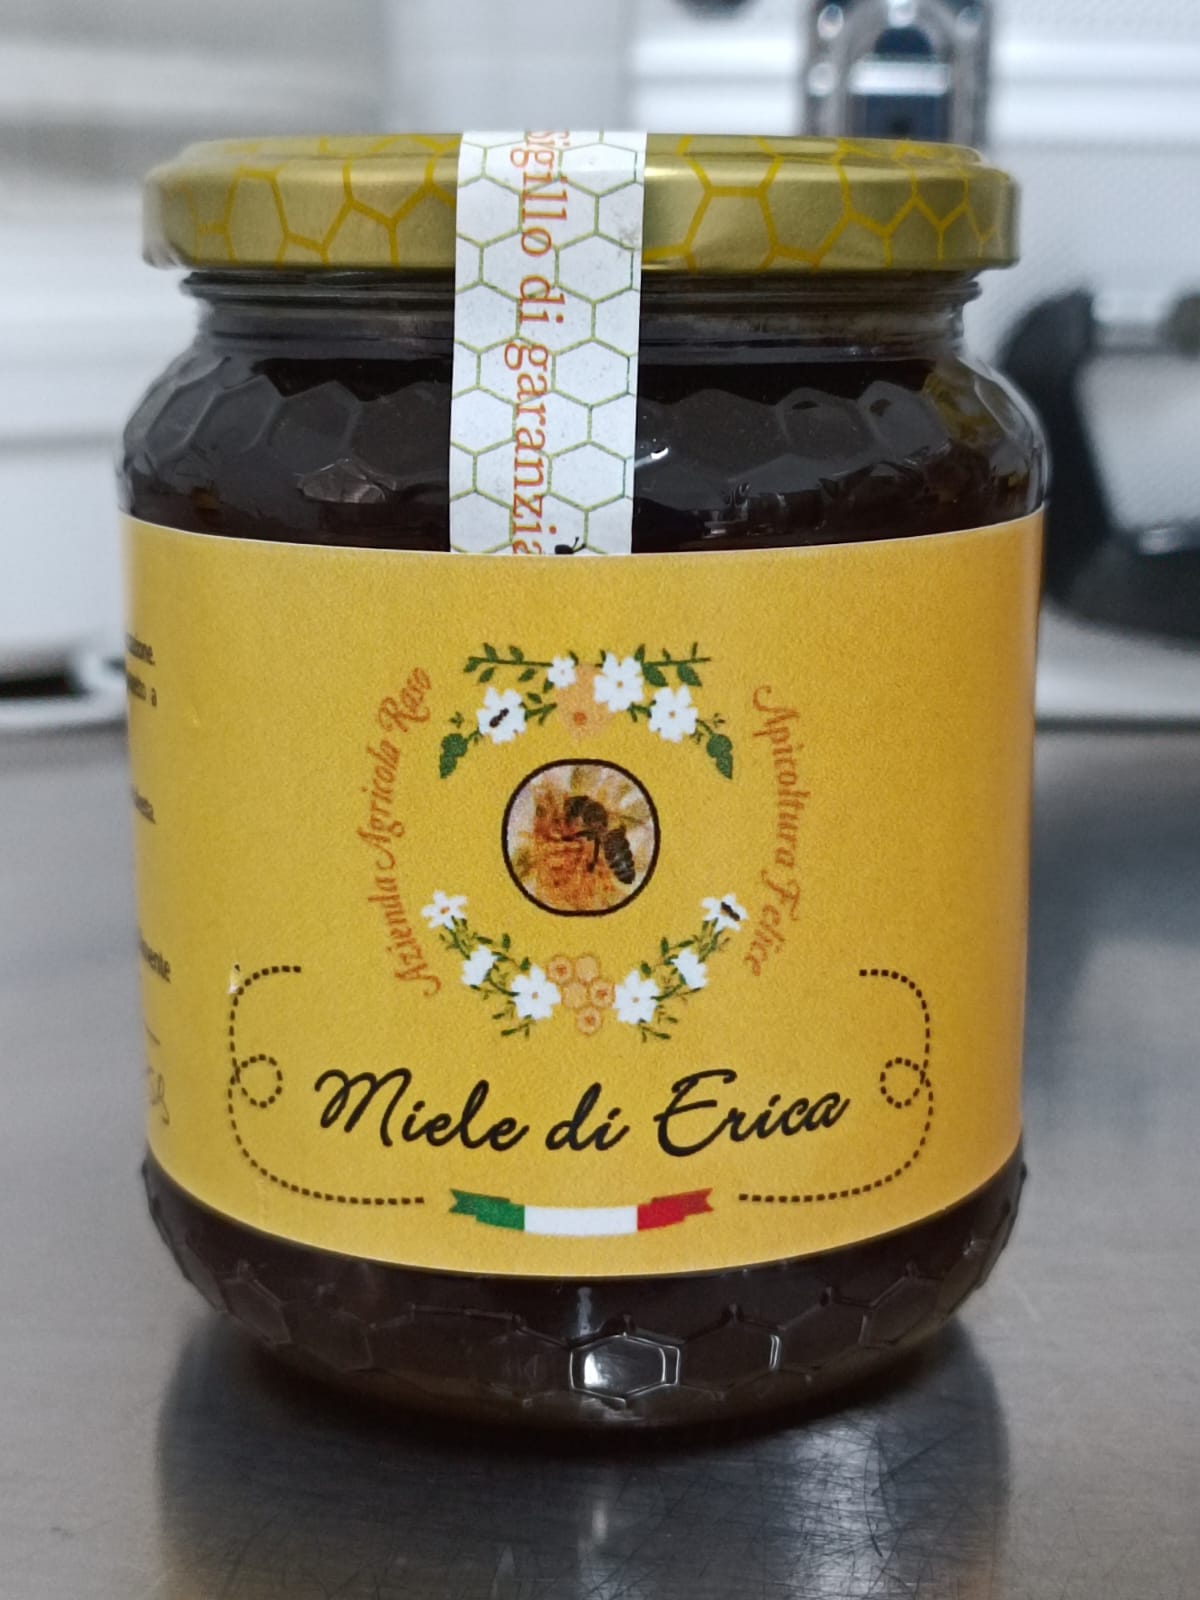 Sigillo di garanzia
Azienda Agricola Raso
Apicoltura Felice
Miele di Erica
a